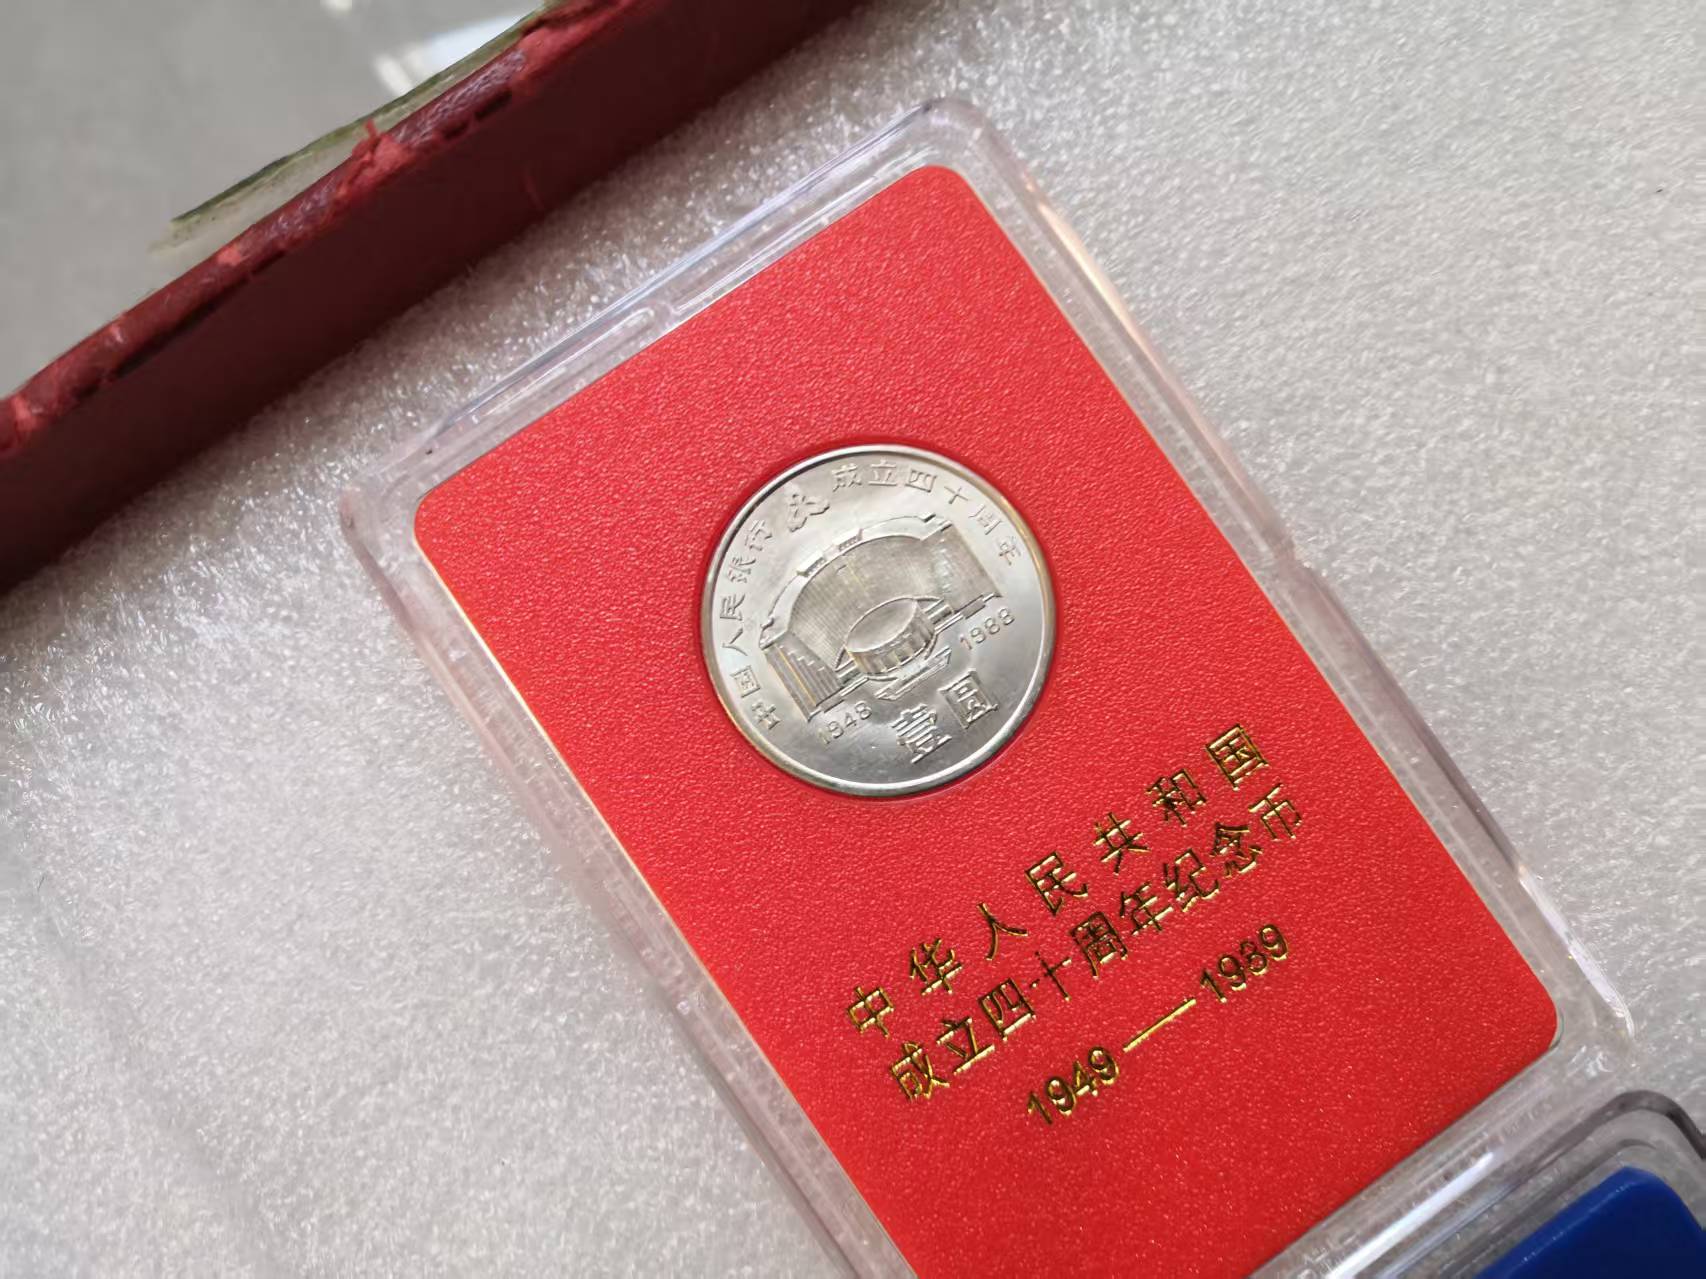 中国人民银行成立四十周年
1948 1988
壹圆
中华人民共和国
成立四十周年纪念币
1949——1989